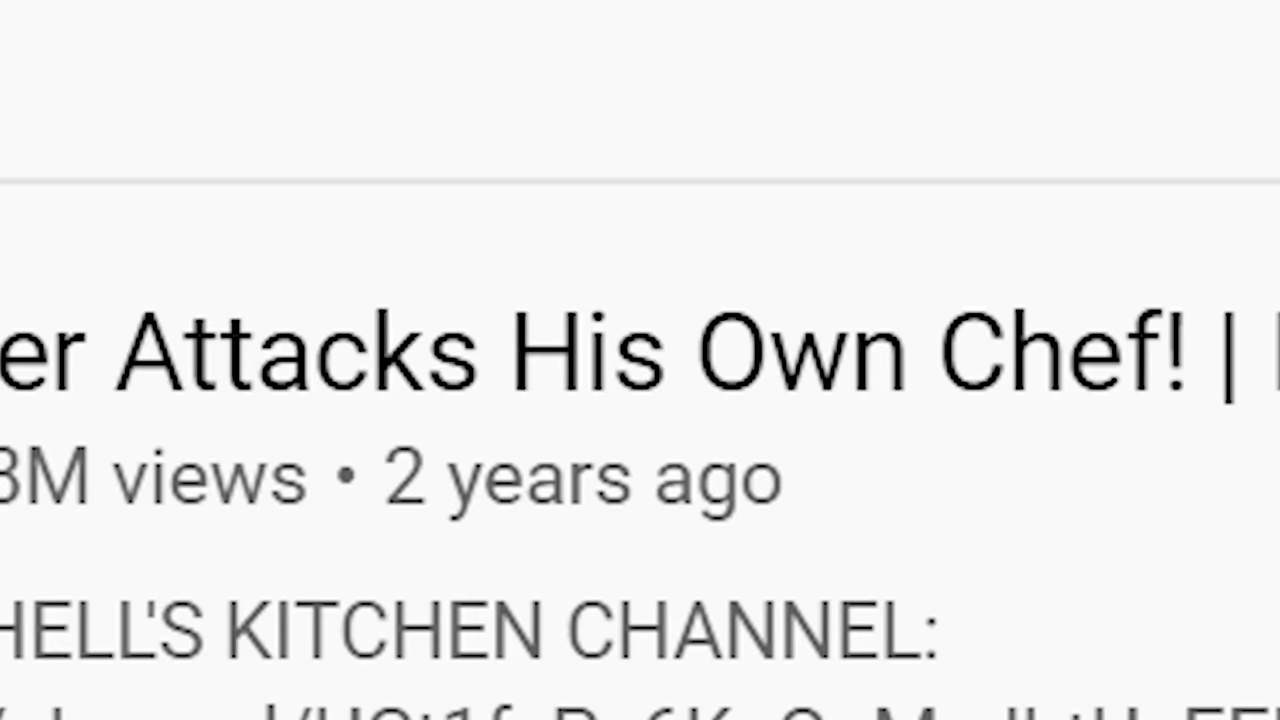 er Attacks His Own Chef! |
3M views • 2 years ago
HELL'S KITCHEN CHANNEL: